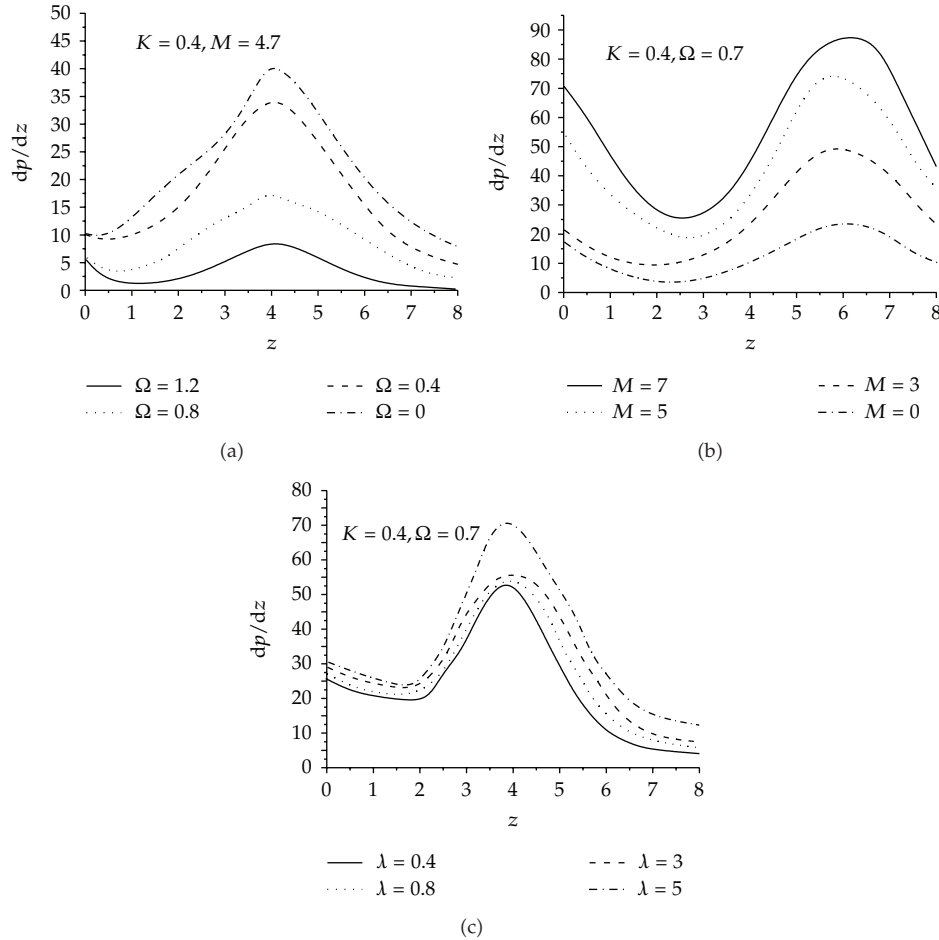 50
45
40
35
30
25
20
15
10
5
0
dp/dz
K = 0.4, M = 4.7
0 1 2 3 4 5 6 7 8
z
Ω = 1.2
Ω = 0.4
Ω = 0.8
Ω = 0
(a)
90
80
70
60
50
40
30
20
10
0
dp/dz
K = 0.4, Ω = 0.7
0 1 2 3 4 5 6 7 8
z
M = 7
M = 3
M = 5
M = 0
(b)
80
70
60
50
40
30
20
10
0
dp/dz
K = 0.4, Ω = 0.7
0 1 2 3 4 5 6 7 8
z
λ = 0.4
λ = 3
λ = 0.8
λ = 5
(c)